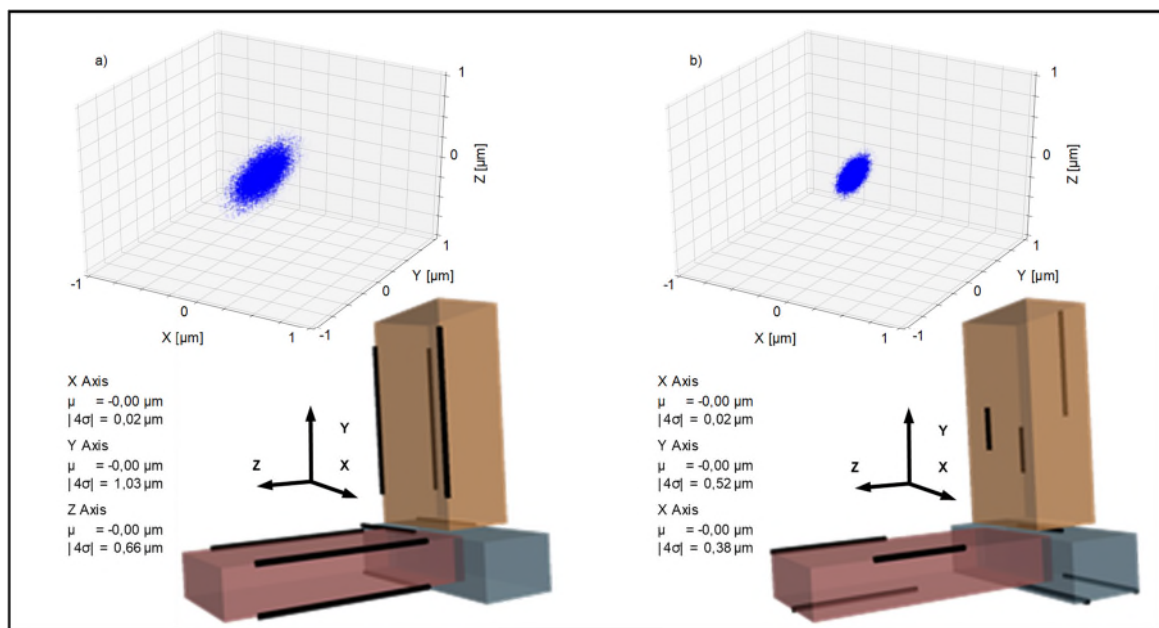 a)
1
0
Z [µm]
-1
0
X [µm]
1
-1
0
Y [µm]
1
X Axis
µ = -0,00 µm
|4σ| = 0,02 µm
Y Axis
µ = -0,00 µm
|4σ| = 1,03 µm
Z Axis
µ = -0,00 µm
|4σ| = 0,66 µm
Y
Z
X
b)
1
0
Z [µm]
-1
0
X [µm]
1
-1
0
Y [µm]
1
X Axis
µ = -0,00 µm
|4σ| = 0,02 µm
Y Axis
µ = -0,00 µm
|4σ| = 0,52 µm
X Axis
µ = -0,00 µm
|4σ| = 0,38 µm
Y
Z
X